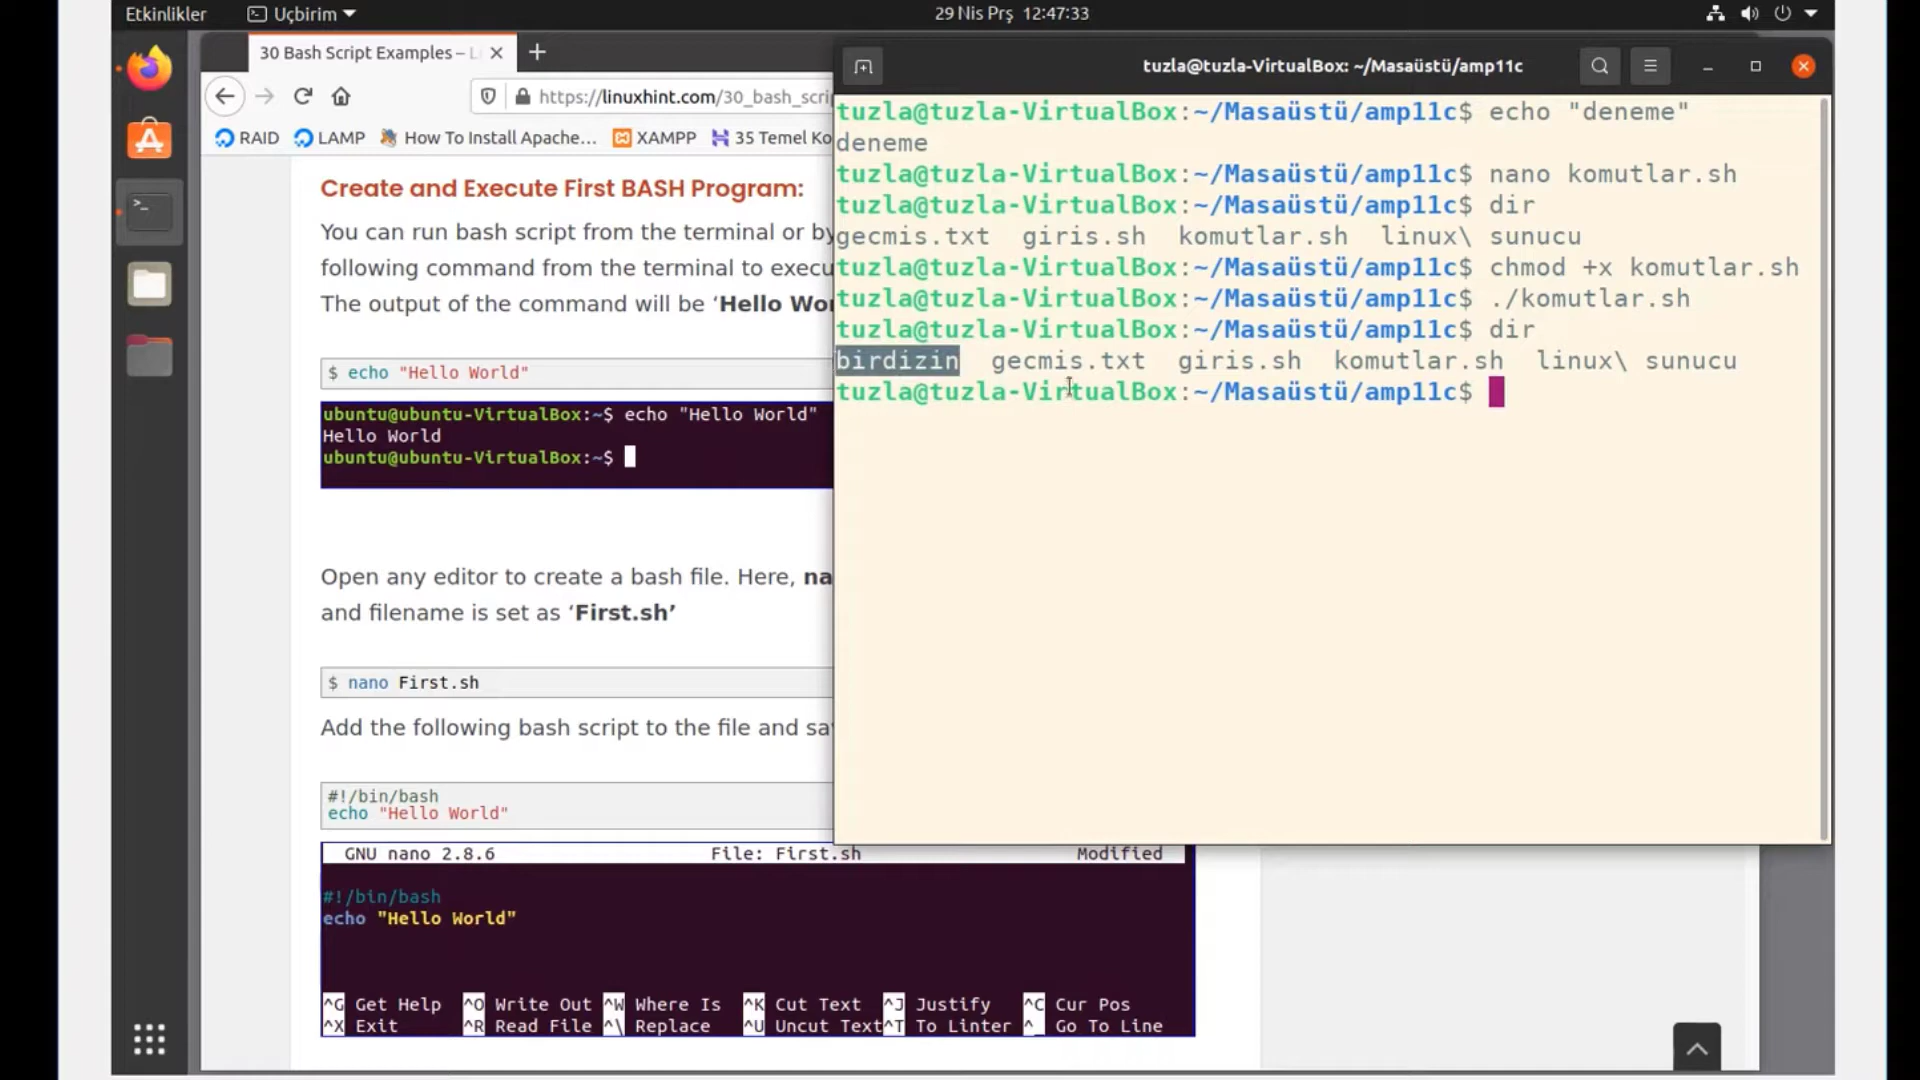 Etkinlikler
Uçbirim
29 Nis Prş 12:47:33
30 Bash Script Examples – L
https://linuxhint.com/30_bash_scri
RAID
LAMP
How To Install Apache...
XAMPP
35 Temel Ko
Create and Execute First BASH Program:
You can run bash script from the terminal or by
following command from the terminal to execu
The output of the command will be ‘Hello Wor
$ echo "Hello World"
ubuntu@ubuntu-VirtualBox:~$ echo "Hello World"
Hello World
ubuntu@ubuntu-VirtualBox:~$
Open any editor to create a bash file. Here, na
and filename is set as ‘First.sh’
$ nano First.sh
Add the following bash script to the file and sa
#!/bin/bash
echo "Hello World"
GNU nano 2.8.6 File: First.sh Modified
#!/bin/bash
echo "Hello World"
^G Get Help ^O Write Out ^W Where Is ^K Cut Text ^J Justify ^C Cur Pos
^X Exit ^R Read File ^\ Replace ^U Uncut Text^T To Linter ^_ Go To Line
tuzla@tuzla-VirtualBox: ~/Masaüstü/amp11c
tuzla@tuzla-VirtualBox:~/Masaüstü/amp11c$ echo "deneme"
deneme
tuzla@tuzla-VirtualBox:~/Masaüstü/amp11c$ nano komutlar.sh
tuzla@tuzla-VirtualBox:~/Masaüstü/amp11c$ dir
gecmis.txt giris.sh komutlar.sh linux\ sunucu
tuzla@tuzla-VirtualBox:~/Masaüstü/amp11c$ chmod +x komutlar.sh
tuzla@tuzla-VirtualBox:~/Masaüstü/amp11c$ ./komutlar.sh
tuzla@tuzla-VirtualBox:~/Masaüstü/amp11c$ dir
birdizin gecmis.txt giris.sh komutlar.sh linux\ sunucu
tuzla@tuzla-VirtualBox:~/Masaüstü/amp11c$